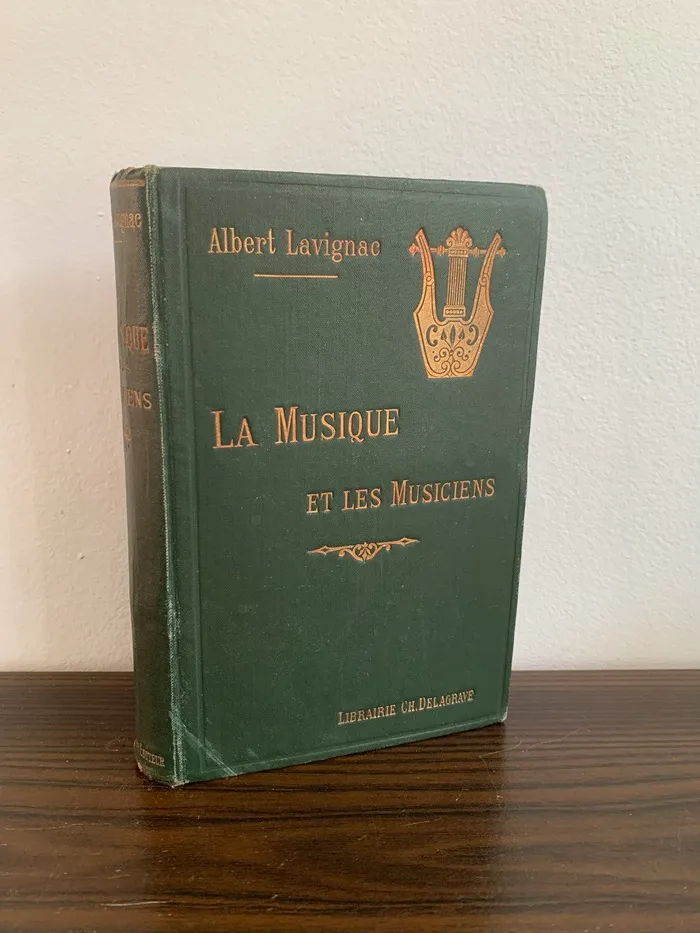 Albert Lavignac
La Musique
et les Musiciens
Librairie Ch. Delagrave